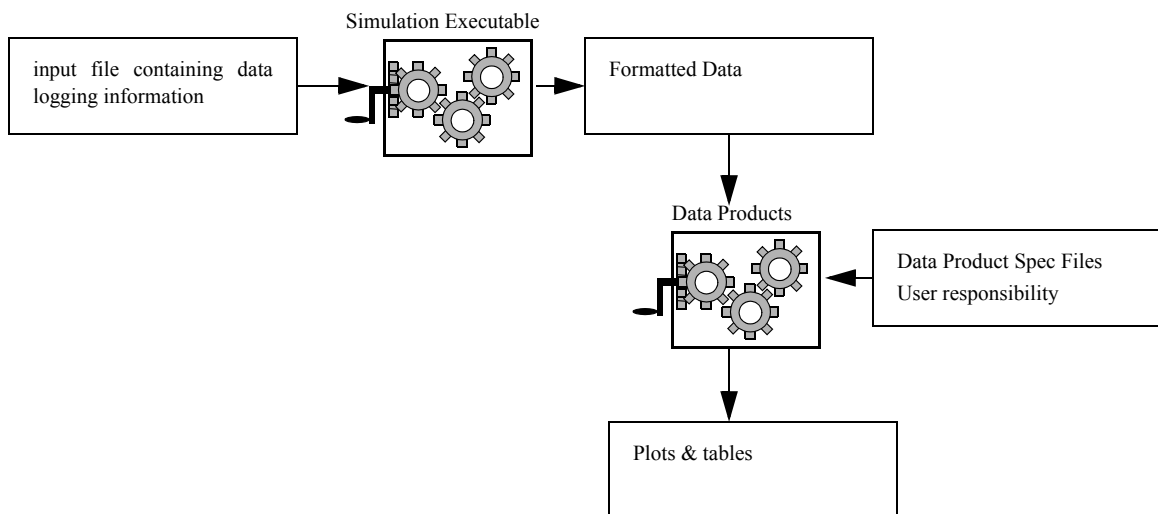 Simulation Executable
input file containing data
logging information
Formatted Data
Data Products
Data Product Spec Files
User responsibility
Plots & tables